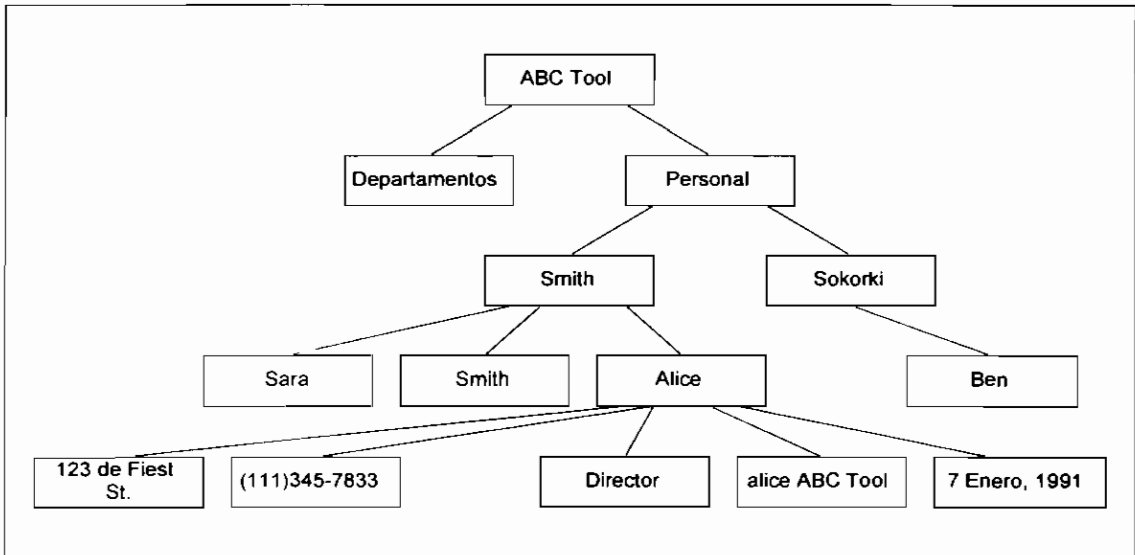 ABC Tool
Departamentos
Personal
Smith
Sokorki
Sara
Smith
Alice
Ben
123 de Fiest
St.
(111)345-7833
Director
alice ABC Tool
7 Enero, 1991